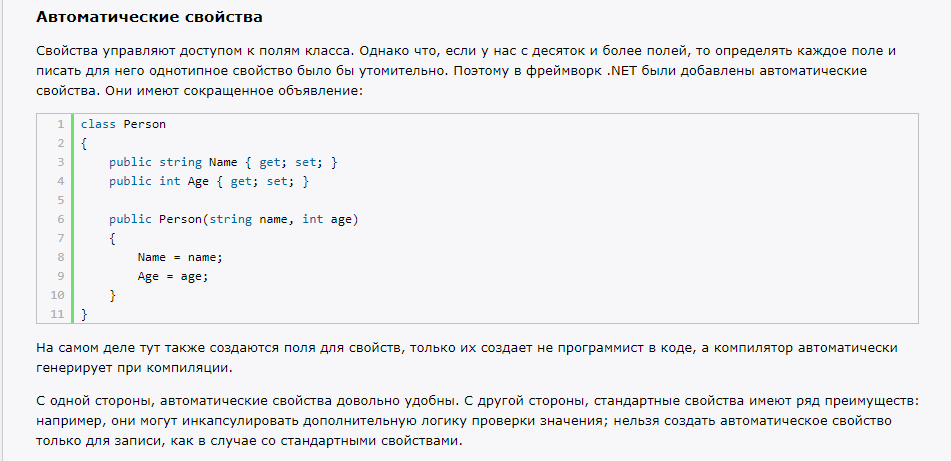 Автоматические свойства
Свойства управляют доступом к полям класса. Однако что, если у нас с десяток и более полей, то определять каждое поле и
писать для него однотипное свойство было бы утомительно. Поэтому в фреймворк .NET были добавлены автоматические
свойства. Они имеют сокращенное объявление:
1 class Person
2 {
3     public string Name { get; set; }
4     public int Age { get; set; }
5
6     public Person(string name, int age)
7     {
8         Name = name;
9         Age = age;
10     }
11 }
На самом деле тут также создаются поля для свойств, только их создает не программист в коде, а компилятор автоматически
генерирует при компиляции.
С одной стороны, автоматические свойства довольно удобны. С другой стороны, стандартные свойства имеют ряд преимуществ:
например, они могут инкапсулировать дополнительную логику проверки значения; нельзя создать автоматическое свойство
только для записи, как в случае со стандартными свойствами.